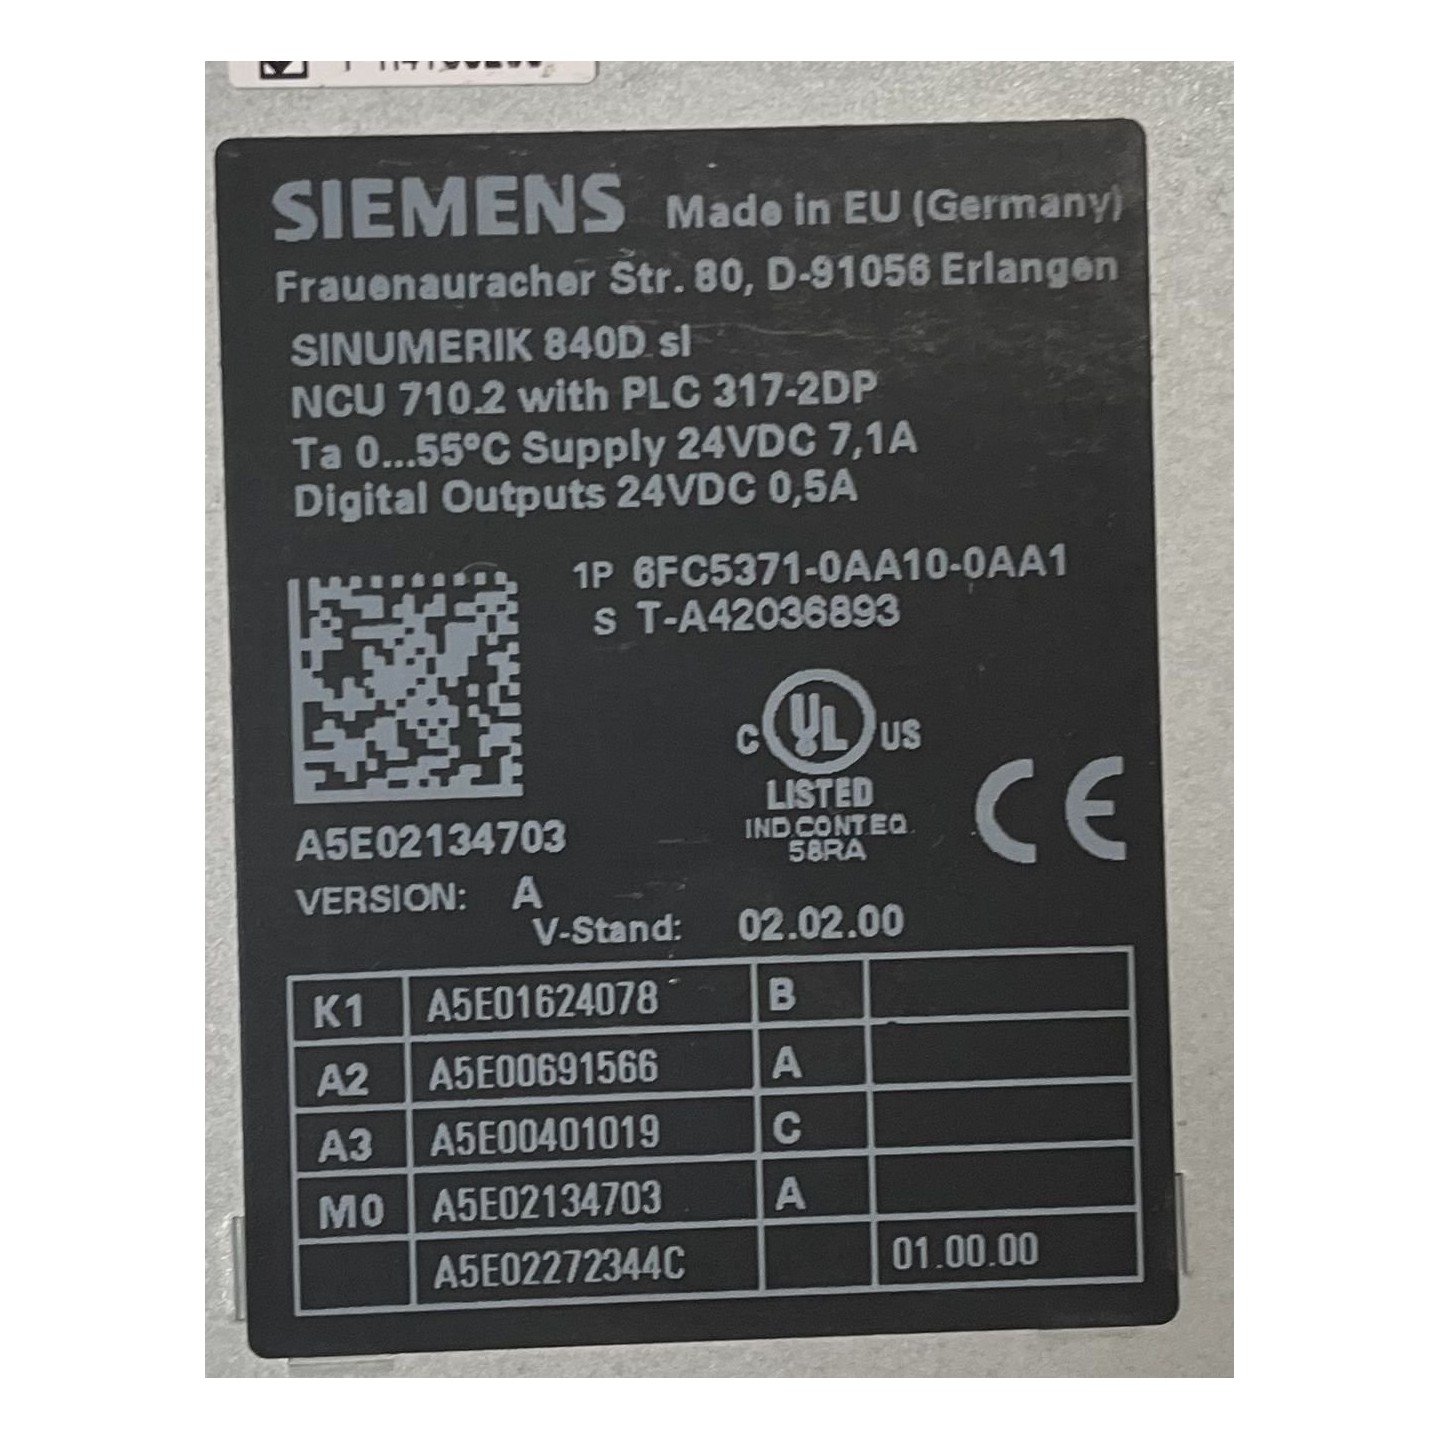 SIEMENS Made in EU (Germany)
Frauenauracher Str. 80, D-91056 Erlangen
SINUMERIK 840D sl
NCU 710.2 with PLC 317-2DP
Ta 0...55°C Supply 24VDC 7,1A
Digital Outputs 24VDC 0,5A
1P 6FC5371-0AA10-0AA1
S T-A42036893
C UL US
LISTED
IND.CONT.EQ.
58RA
CE
A5E02134703
VERSION: A
V-Stand: 02.02.00
K1 A5E01624078 B
A2 A5E00691566 A
A3 A5E00401019 C
M0 A5E02134703 A
A5E02272344C 01.00.00